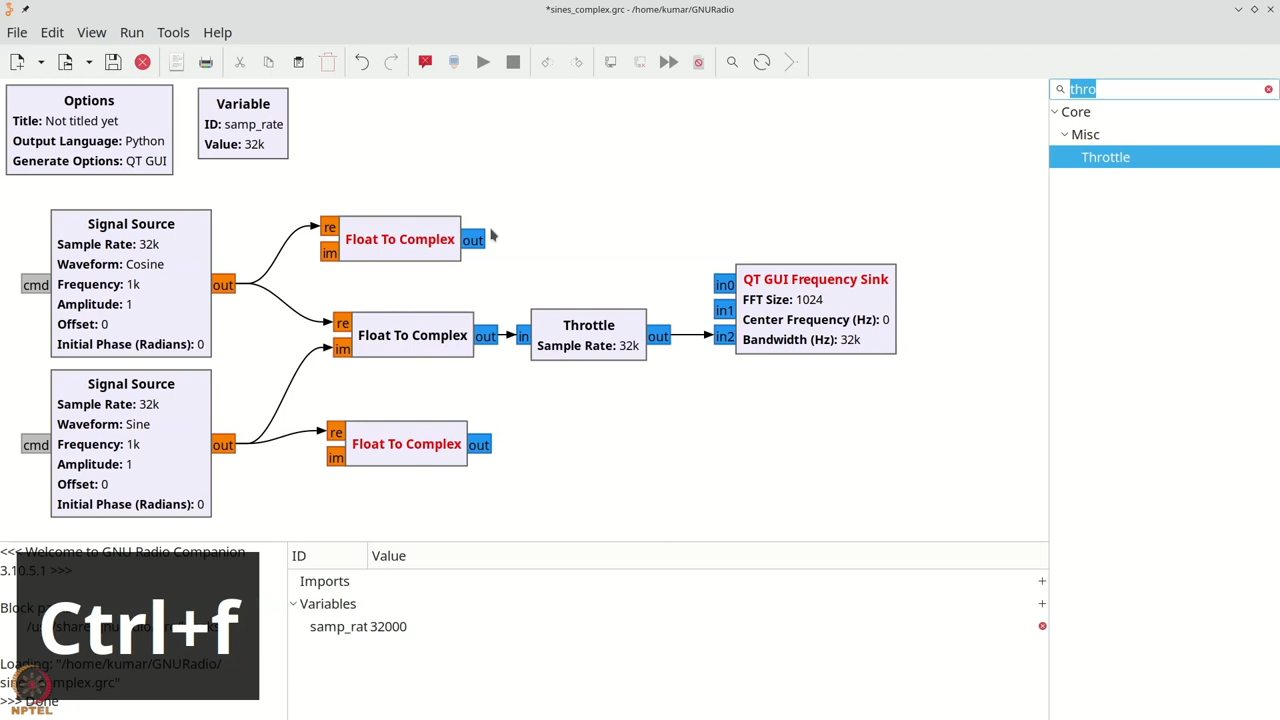 *sines_complex.grc - /home/kumar/GNURadio
File Edit View Run Tools Help
thro
Core
Misc
Throttle
Options
Title: Not titled yet
Output Language: Python
Generate Options: QT GUI
Variable
ID: samp_rate
Value: 32k
Signal Source
Sample Rate: 32k
Waveform: Cosine
Frequency: 1k
Amplitude: 1
Offset: 0
Initial Phase (Radians): 0
cmd
out
re
im
Float To Complex
out
re
im
Float To Complex
out
in
Throttle
Sample Rate: 32k
out
in0
in1
in2
QT GUI Frequency Sink
FFT Size: 1024
Center Frequency (Hz): 0
Bandwidth (Hz): 32k
Signal Source
Sample Rate: 32k
Waveform: Sine
Frequency: 1k
Amplitude: 1
Offset: 0
Initial Phase (Radians): 0
cmd
out
re
im
Float To Complex
out
<<< Welcome to GNU Radio Companion
3.10.5.1 >>>
Block
Loading: "/home/kumar/GNURadio/
>>> Done
Ctrl+f
NPTEL
ID Value
Imports
Variables
samp_rat 32000